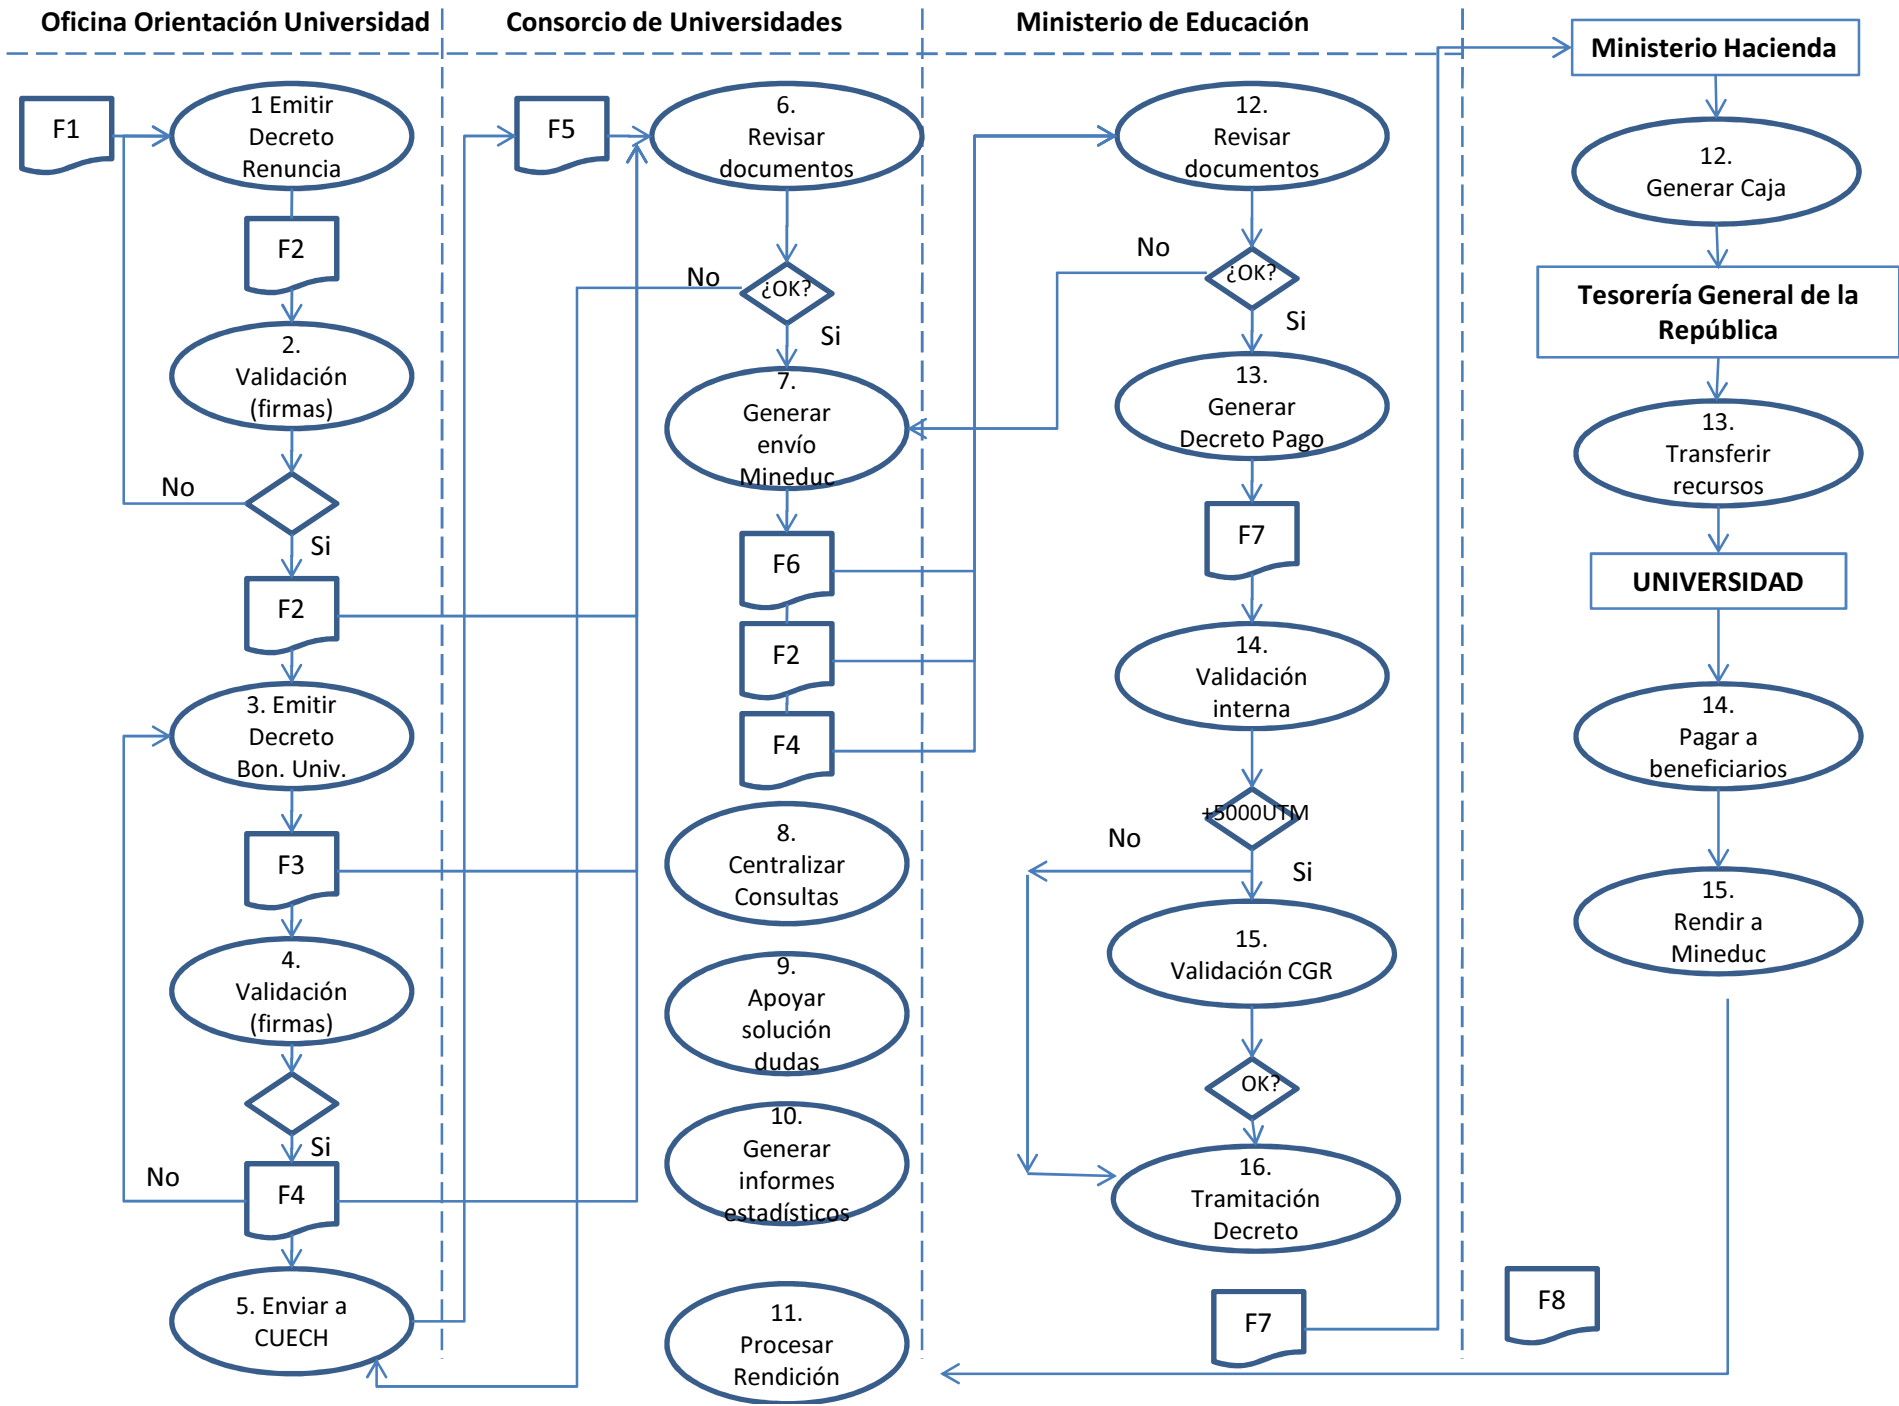 Oficina Orientación Universidad
Consorcio de Universidades
Ministerio de Educación
F1
1 Emitir
Decreto
Renuncia
F2
2.
Validación
(firmas)
No
Si
F2
3. Emitir
Decreto
Bon. Univ.
F3
4.
Validación
(firmas)
Si
No
F4
5. Enviar a
CUECH
F5
6.
Revisar
documentos
No
¿OK?
Si
7.
Generar
envío
Mineduc
F6
F2
F4
8.
Centralizar
Consultas
9.
Apoyar
solución
dudas
10.
Generar
informes
estadísticos
11.
Procesar
Rendición
12.
Revisar
documentos
No
¿OK?
Si
13.
Generar
Decreto Pago
F7
14.
Validación
interna
+5000UTM
No
Si
15.
Validación CGR
OK?
16.
Tramitación
Decreto
F7
Ministerio Hacienda
12.
Generar Caja
Tesorería General de la
República
13.
Transferir
recursos
UNIVERSIDAD
14.
Pagar a
beneficiarios
15.
Rendir a
Mineduc
F8